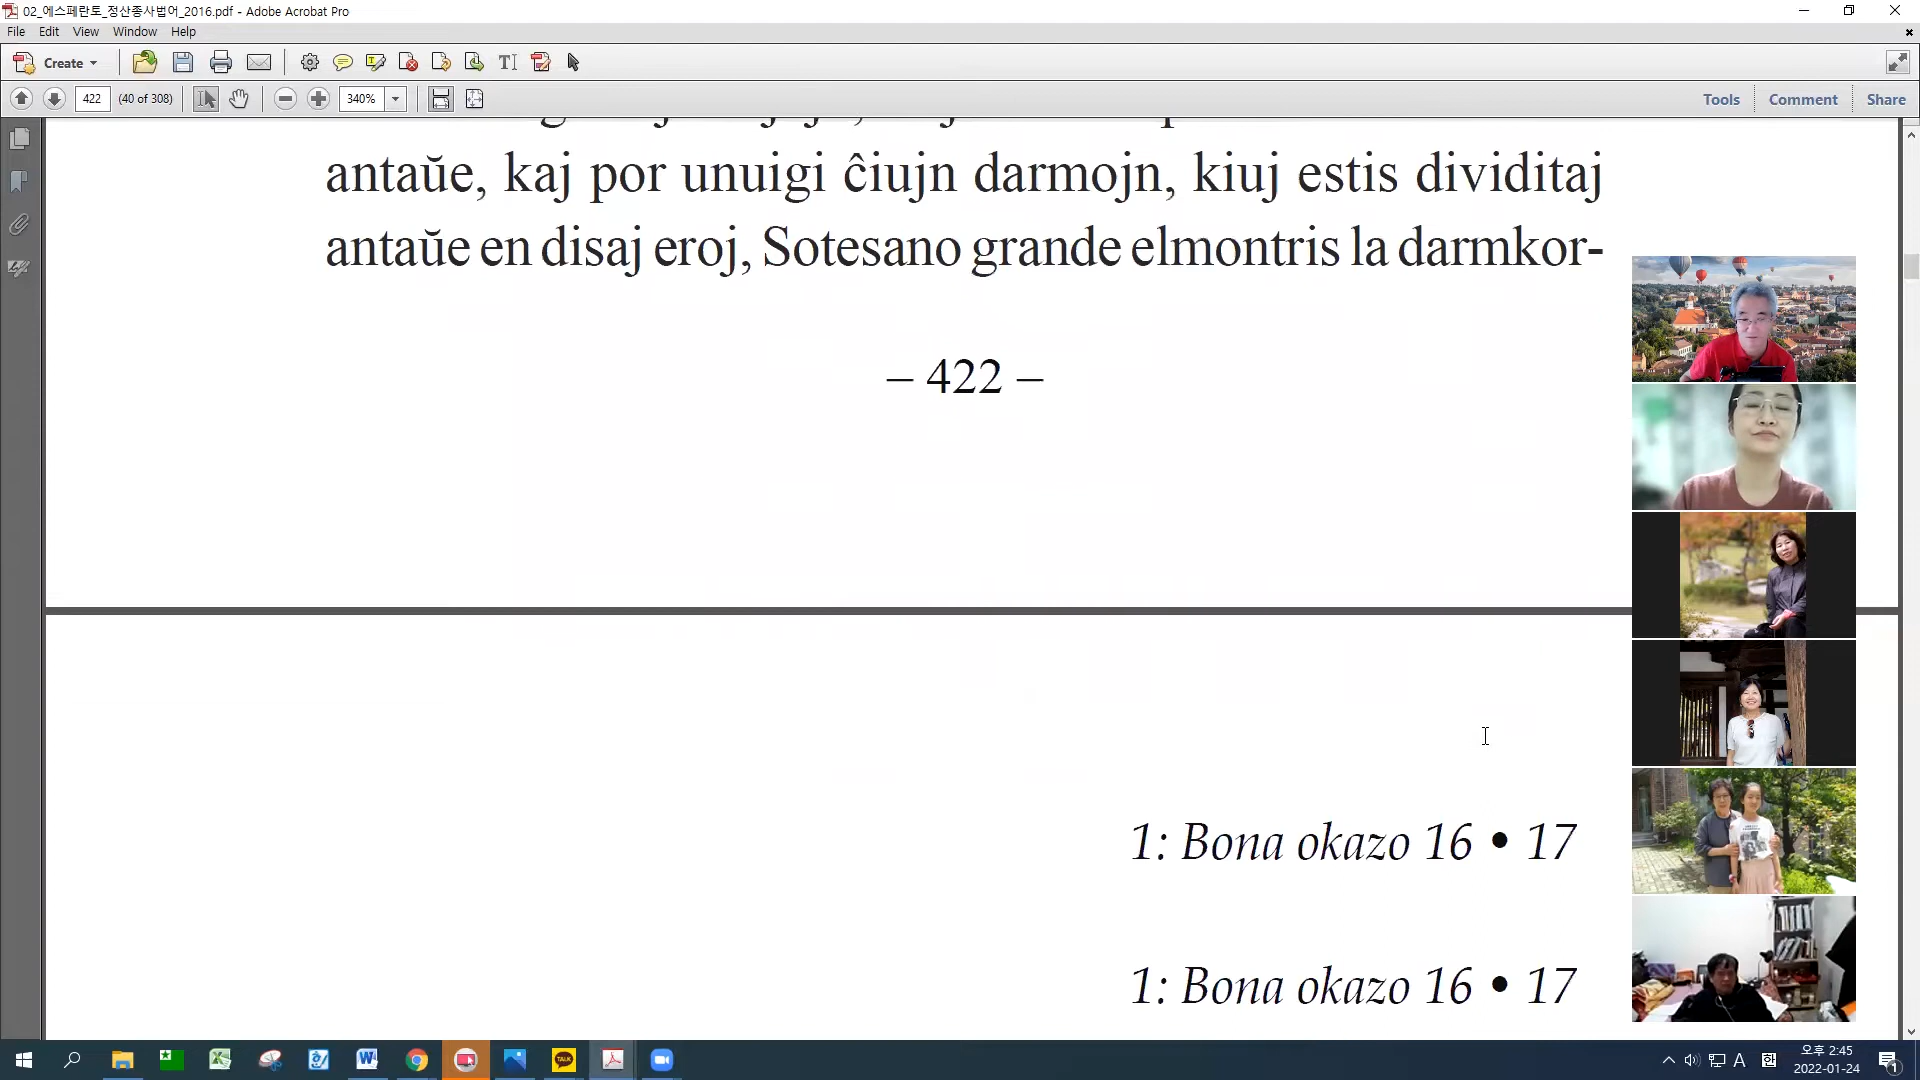 02_에스페란토_정산종사법어_2016.pdf - Adobe Acrobat Pro
File Edit View Window Help
Create
422 (40 of 308) 340% Tools Comment Share
antaŭe, kaj por unuigi ĉiujn darmojn, kiuj estis dividitaj
antaŭe en disaj eroj, Sotesano grande elmontris la darmkor-
– 422 –
1: Bona okazo 16 • 17
1: Bona okazo 16 • 17
TALK
A 한 오후 2:45
2022-01-24
1